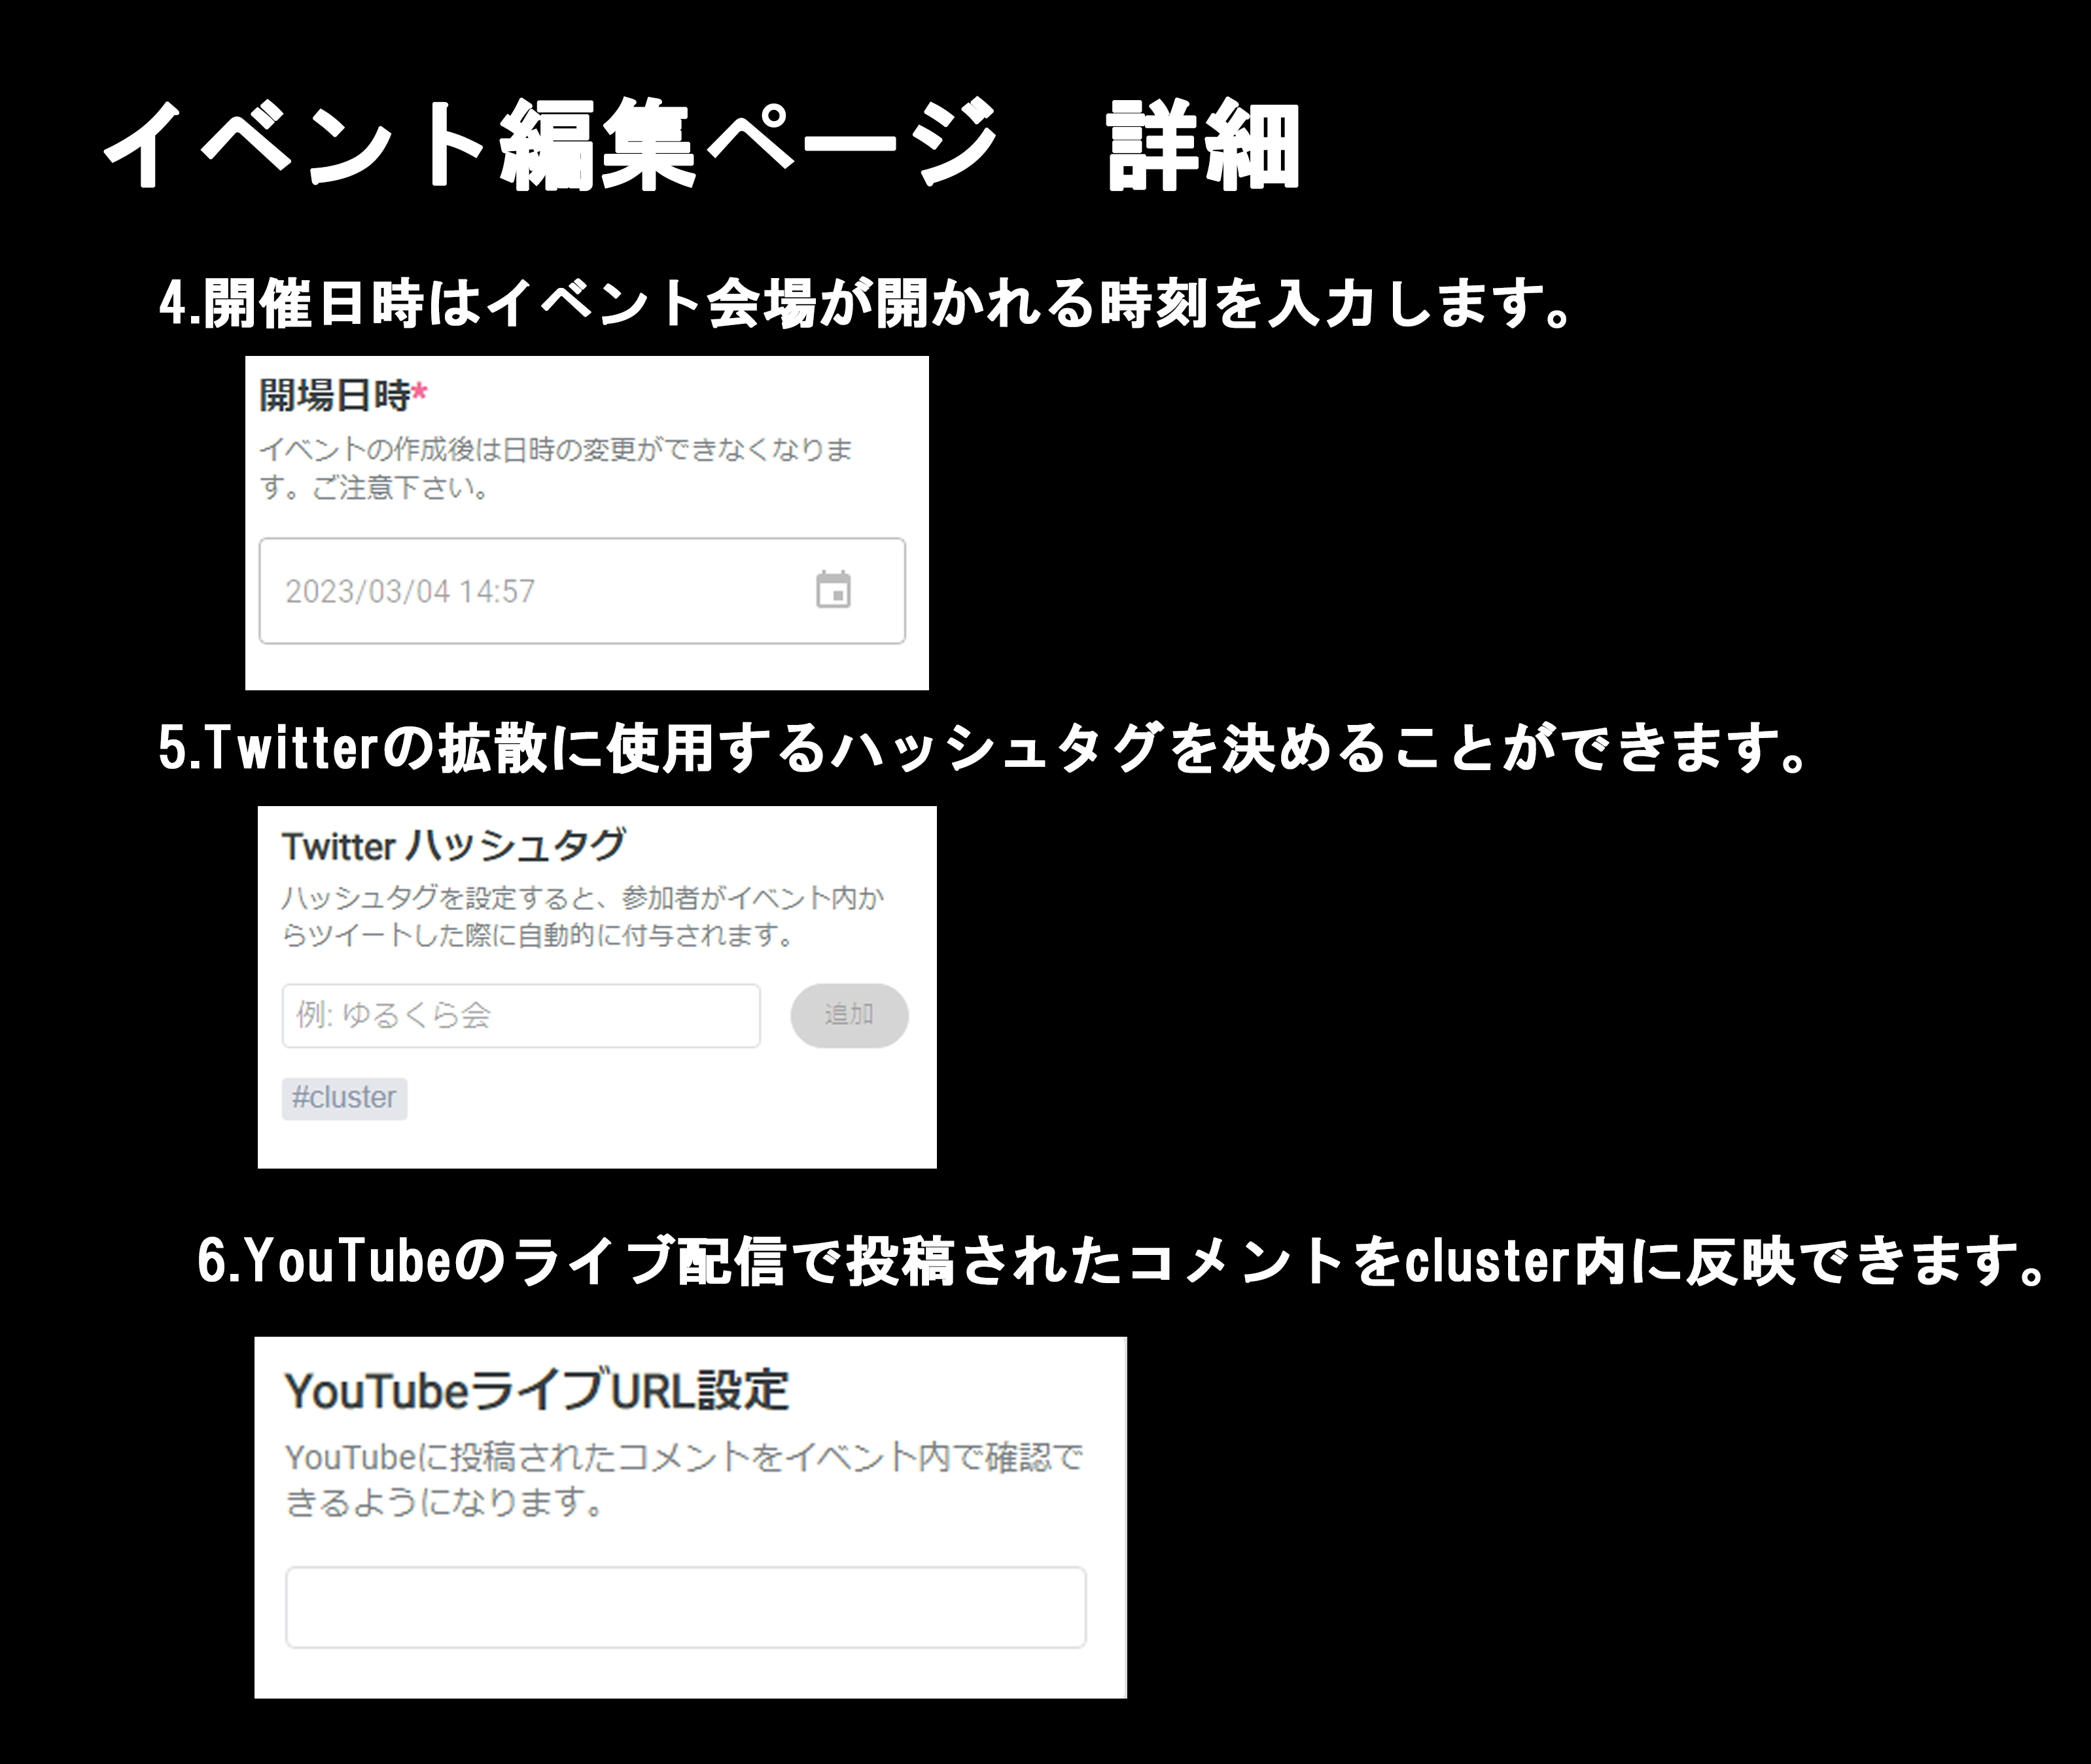 イベント編集ページ　詳細
4.開催日時はイベント会場が開かれる時刻を入力します。
開場日時*
イベントの作成後は日時の変更ができなくなりま
す。ご注意下さい。
2023/03/04 14:57
5.Twitterの拡散に使用するハッシュタグを決めることができます。
Twitter ハッシュタグ
ハッシュタグを設定すると、参加者がイベント内か
らツイートした際に自動的に付与されます。
例: ゆるくら会
追加
#cluster
6.YouTubeのライブ配信で投稿されたコメントをcluster内に反映できます。
YouTubeライブURL設定
YouTubeに投稿されたコメントをイベント内で確認で
きるようになります。